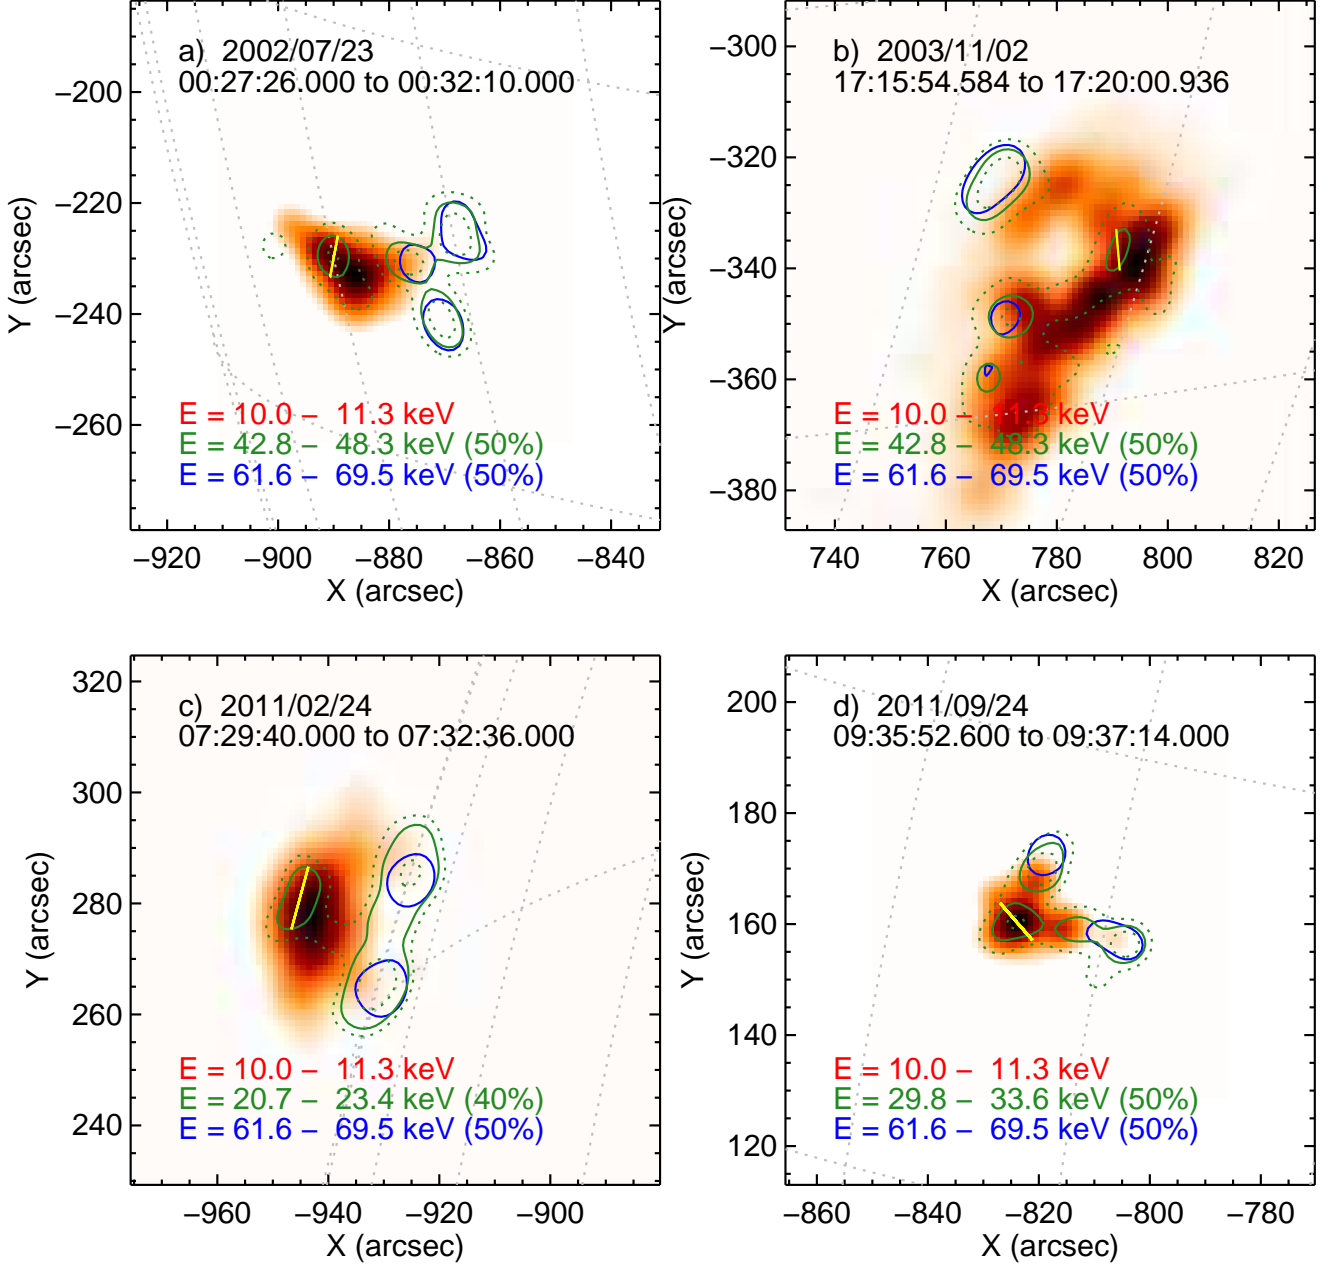 a) 2002/07/23
00:27:26.000 to 00:32:10.000
−200
−220
−240
−260
Y (arcsec)
E = 10.0 − 11.3 keV
E = 42.8 − 48.3 keV (50%)
E = 61.6 − 69.5 keV (50%)
−920 −900 −880 −860 −840
X (arcsec)
b) 2003/11/02
17:15:54.584 to 17:20:00.936
−300
−320
−340
−360
−380
Y (arcsec)
E = 10.0 − 11.3 keV
E = 42.8 − 48.3 keV (50%)
E = 61.6 − 69.5 keV (50%)
740 760 780 800 820
X (arcsec)
c) 2011/02/24
07:29:40.000 to 07:32:36.000
320
300
280
260
240
Y (arcsec)
E = 10.0 − 11.3 keV
E = 20.7 − 23.4 keV (40%)
E = 61.6 − 69.5 keV (50%)
−960 −940 −920 −900
X (arcsec)
d) 2011/09/24
09:35:52.600 to 09:37:14.000
200
180
160
140
120
Y (arcsec)
E = 10.0 − 11.3 keV
E = 29.8 − 33.6 keV (50%)
E = 61.6 − 69.5 keV (50%)
−860 −840 −820 −800 −780
X (arcsec)